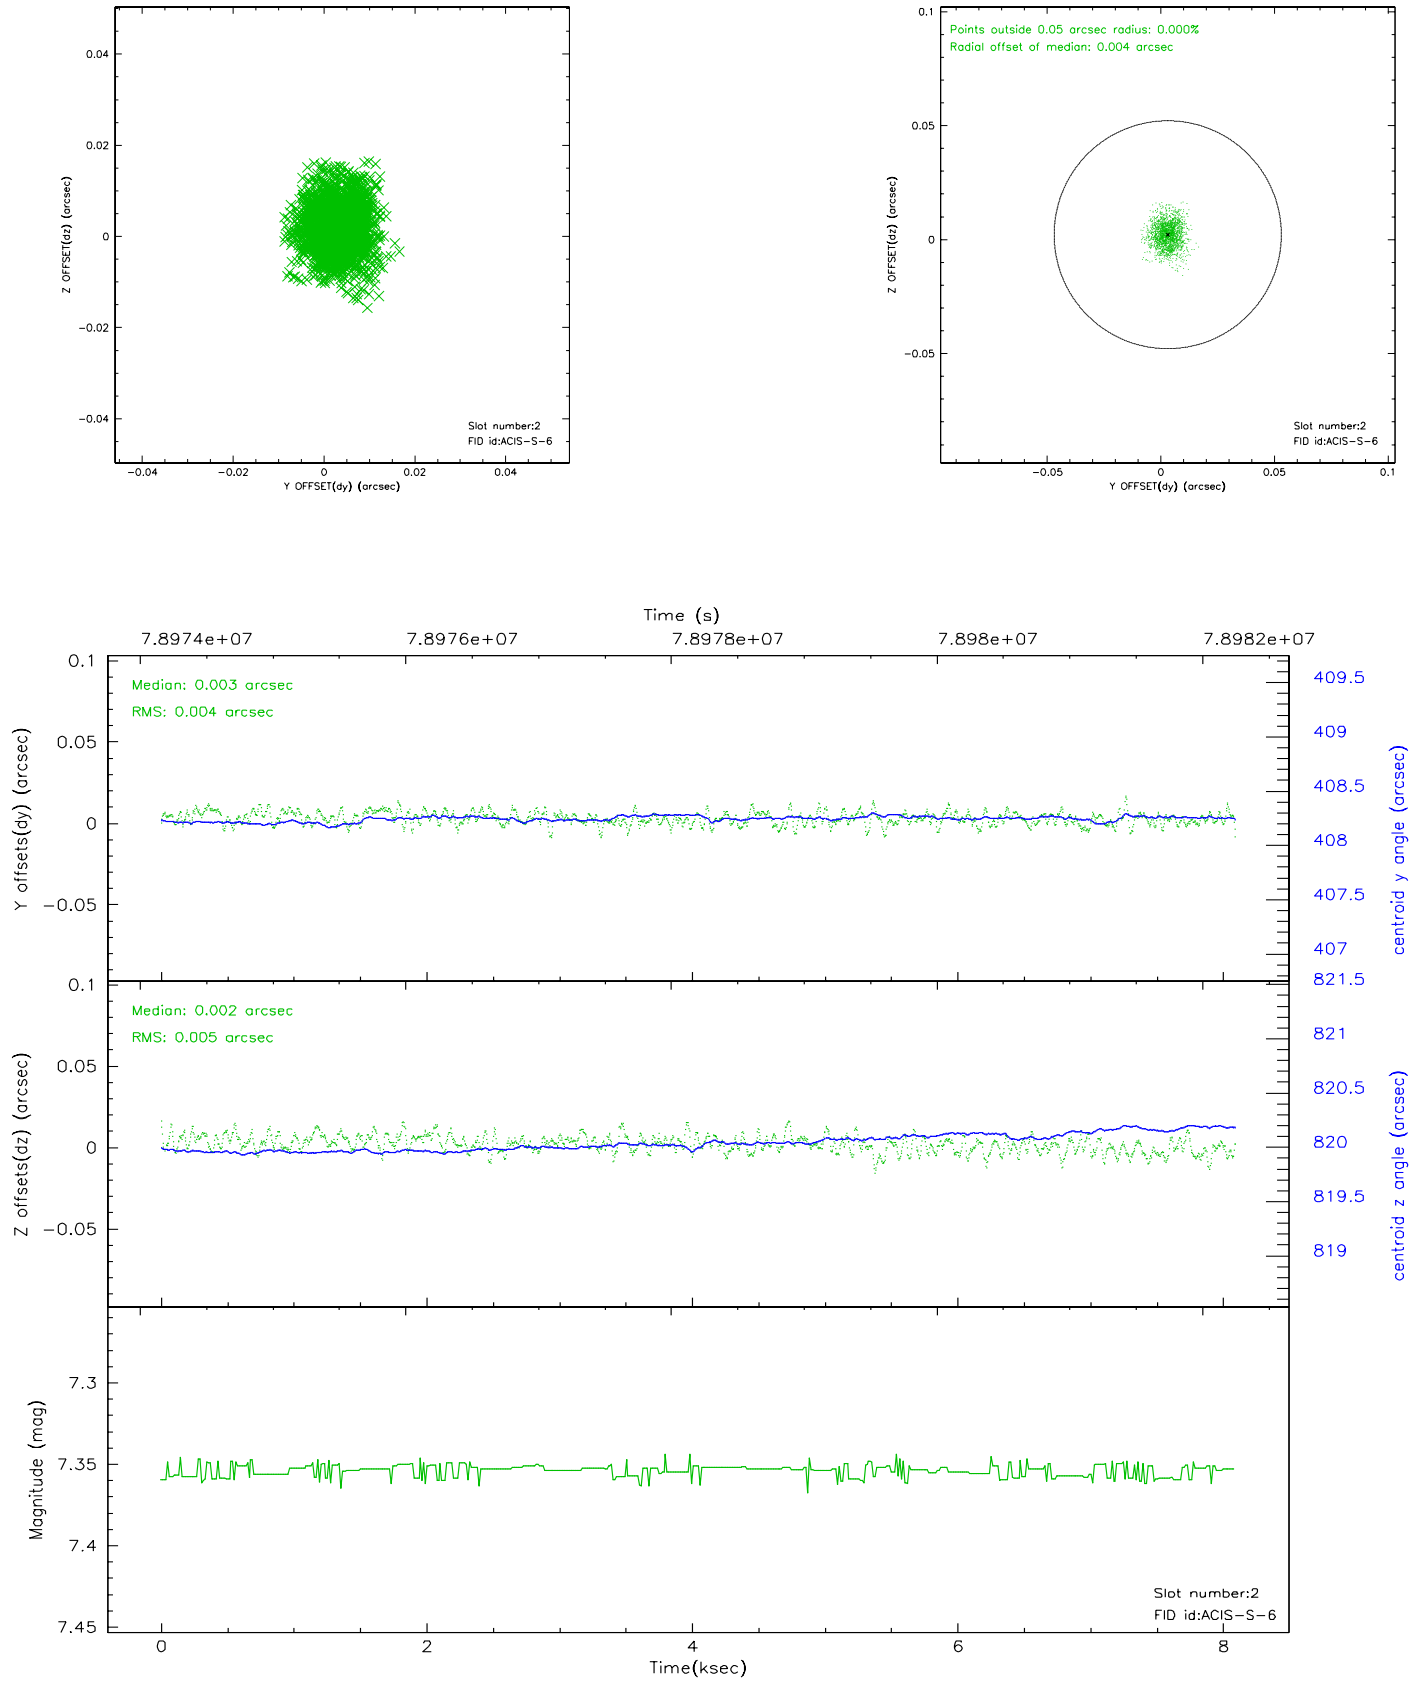 0.04
0.02
0
-0.02
-0.04
Z OFFSET(dz) (arcsec)
Slot number:2
FID id:ACIS-S-6
-0.04 -0.02 0 0.02 0.04
Y OFFSET(dy) (arcsec)
0.1
0.05
0
-0.05
Z OFFSET(dz) (arcsec)
Points outside 0.05 arcsec radius: 0.000%
Radial offset of median: 0.004 arcsec
Slot number:2
FID id:ACIS-S-6
-0.05 0 0.05 0.1
Y OFFSET(dy) (arcsec)
Time (s)
7.8974e+07 7.8976e+07 7.8978e+07 7.898e+07 7.8982e+07
0.1
0.05
0
-0.05
Y offsets(dy) (arcsec)
Median: 0.003 arcsec
RMS: 0.004 arcsec
409.5
409
408.5
408
407.5
407
centroid y angle (arcsec)
0.1
0.05
0
-0.05
Z offsets(dz) (arcsec)
Median: 0.002 arcsec
RMS: 0.005 arcsec
821.5
821
820.5
820
819.5
819
centroid z angle (arcsec)
7.3
7.35
7.4
7.45
Magnitude (mag)
Slot number:2
FID id:ACIS-S-6
0 2 4 6 8
Time(ksec)